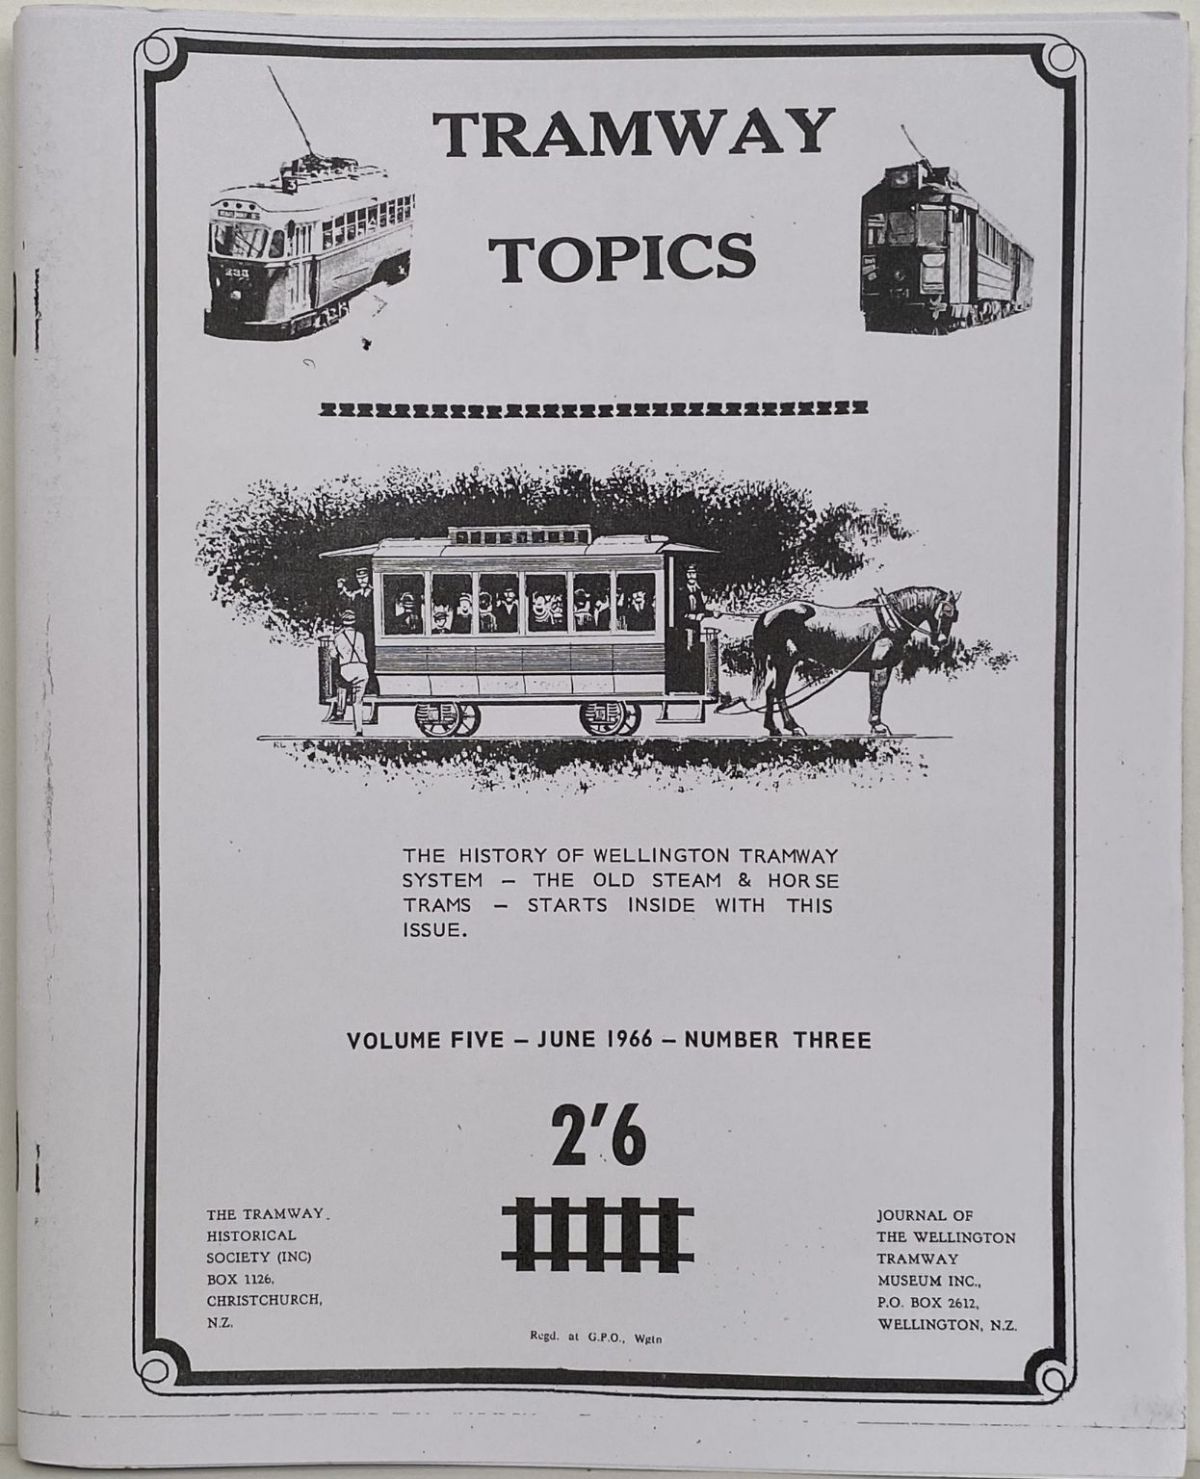 TRAMWAY
TOPICS
3
3
THE HISTORY OF WELLINGTON TRAMWAY
SYSTEM – THE OLD STEAM & HORSE
TRAMS – STARTS INSIDE WITH THIS
ISSUE.
VOLUME FIVE – JUNE 1966 – NUMBER THREE
2'6
THE TRAMWAY
HISTORICAL
SOCIETY (INC)
BOX 1126,
CHRISTCHURCH,
N.Z.
Regd. at G.P.O., Wgtn
JOURNAL OF
THE WELLINGTON
TRAMWAY
MUSEUM INC.,
P.O. BOX 2612,
WELLINGTON, N.Z.